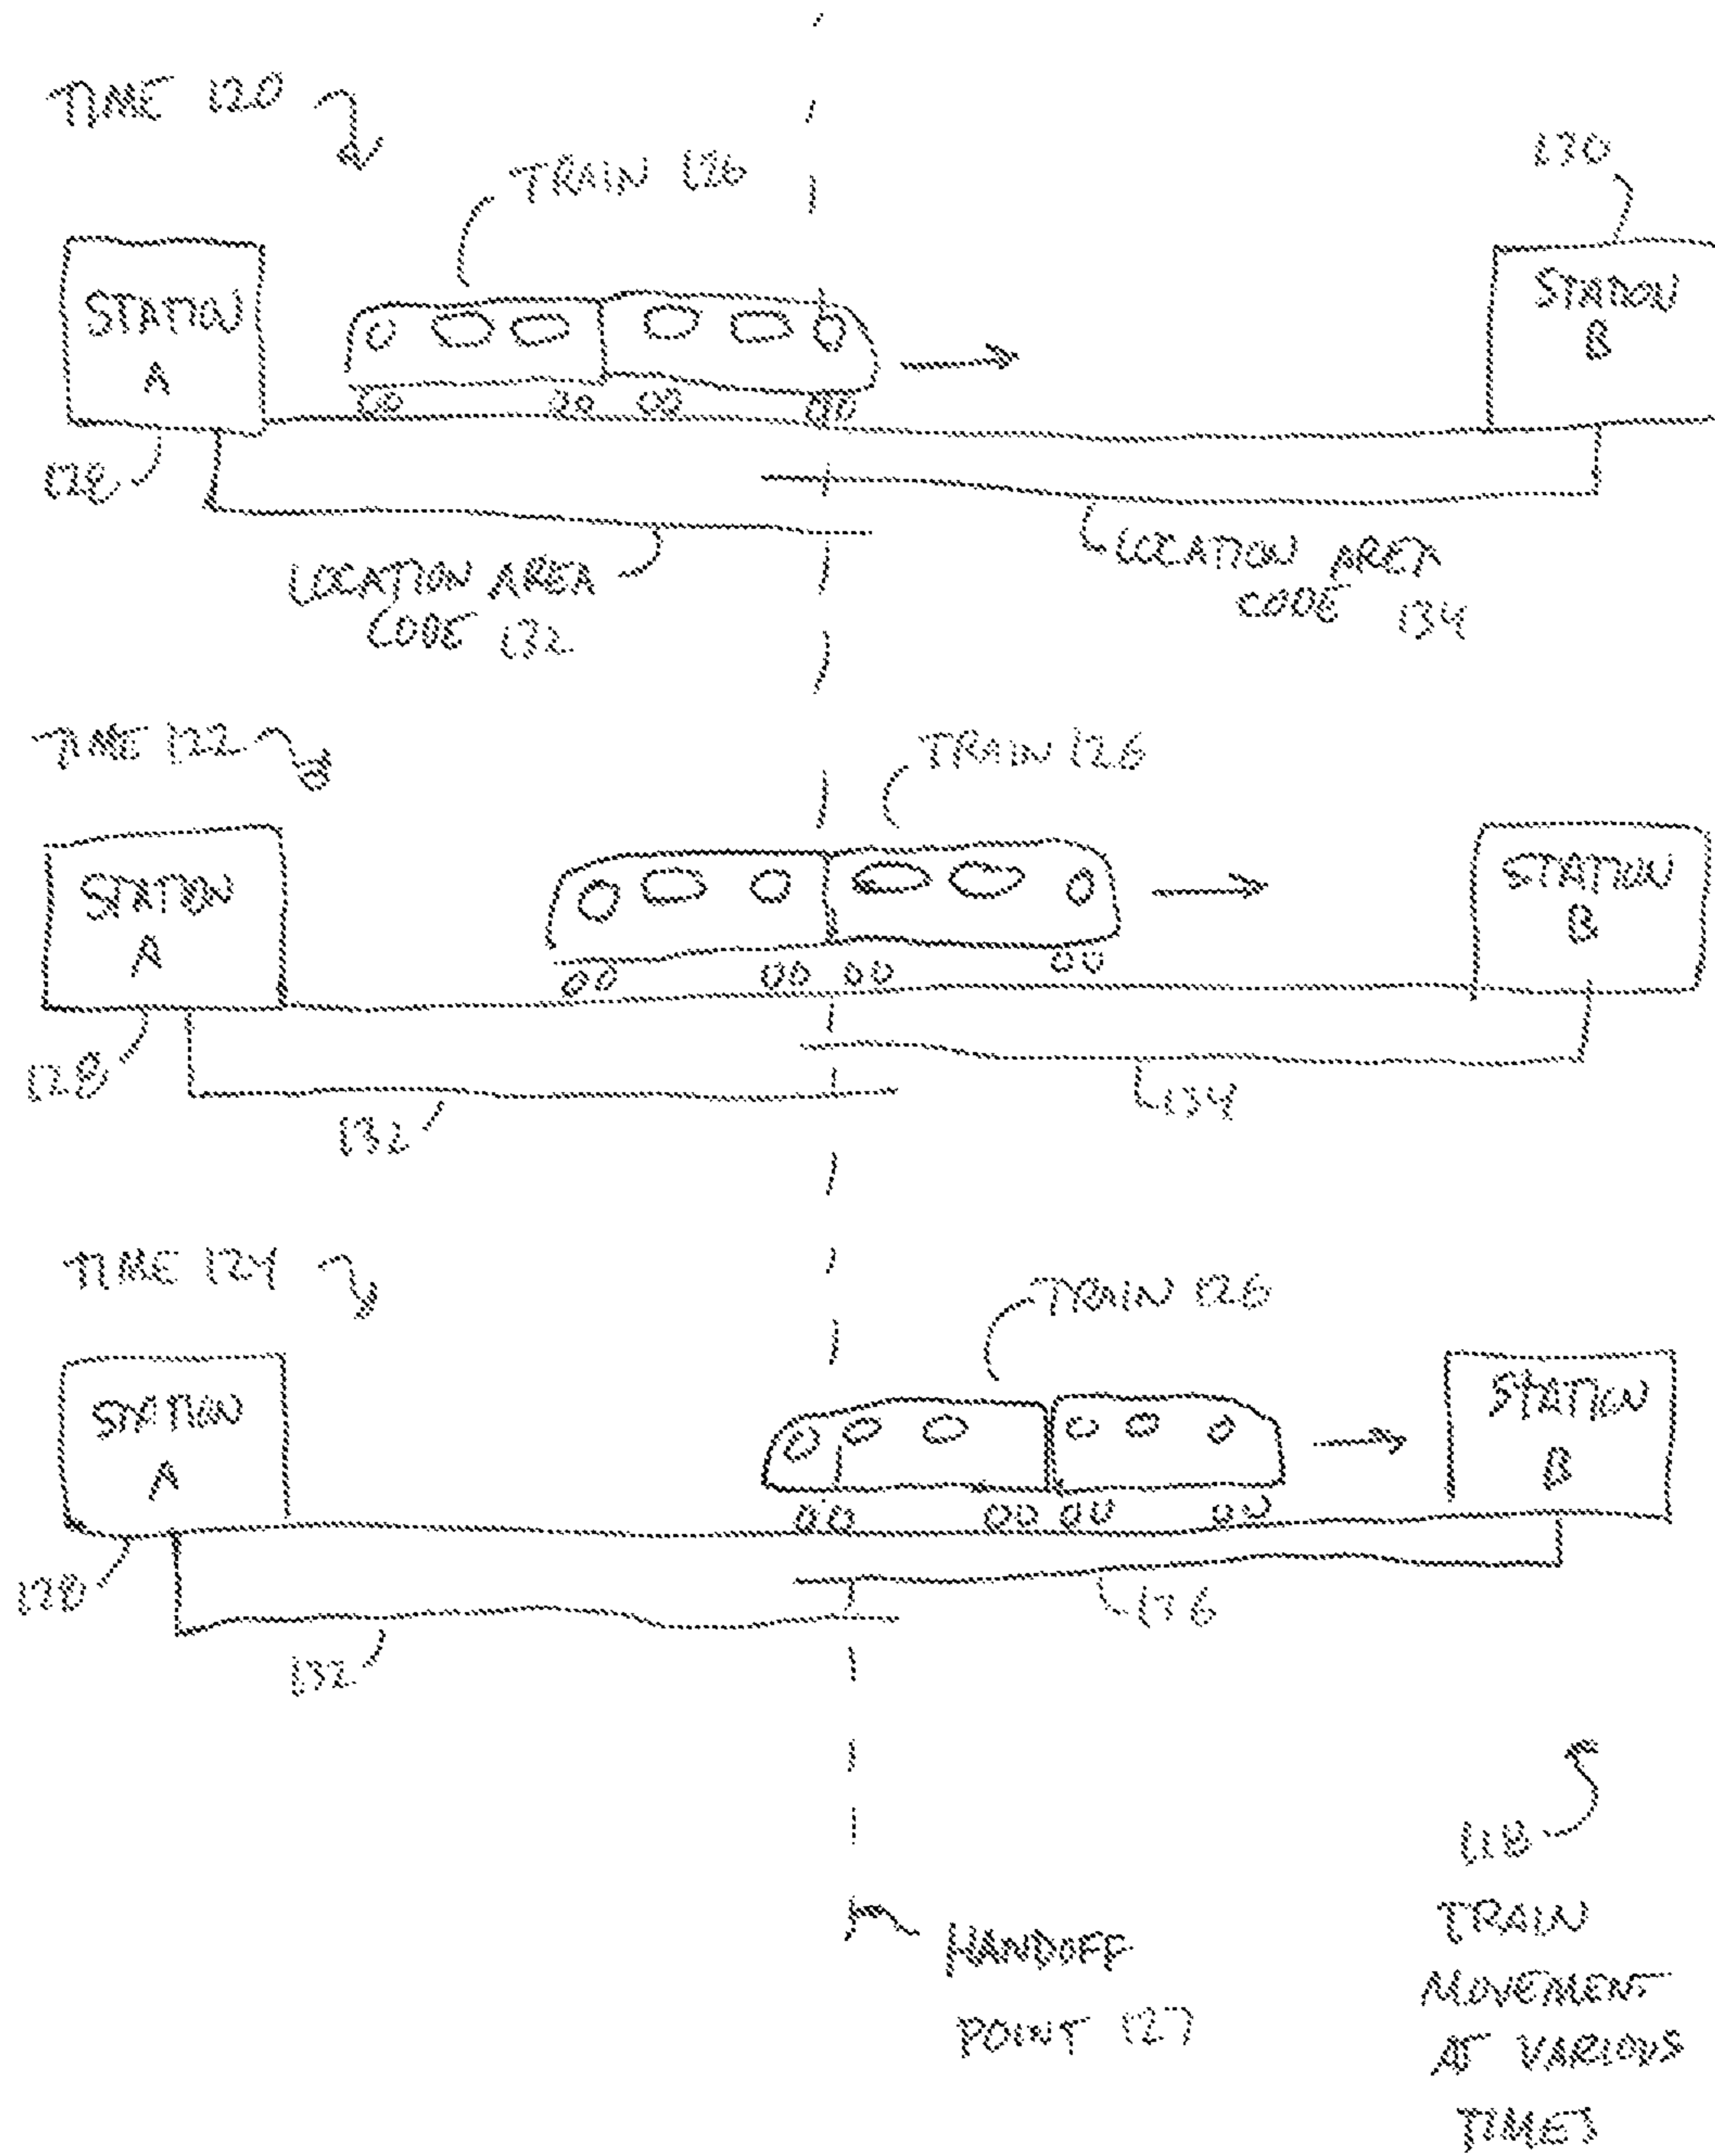 TIME 120
TRAIN 126
130
STATION
A
STATION
B
128
LOCATION AREA
CODE 132
LOCATION AREA
CODE 134
TIME 122
TRAIN 126
STATION
A
STATION
B
128
132
134
TIME 124
TRAIN 126
STATION
A
STATION
B
128
132
136
118
TRAIN
MOVEMENT
AT VARIOUS
TIMES
HANDOFF
POINT 127